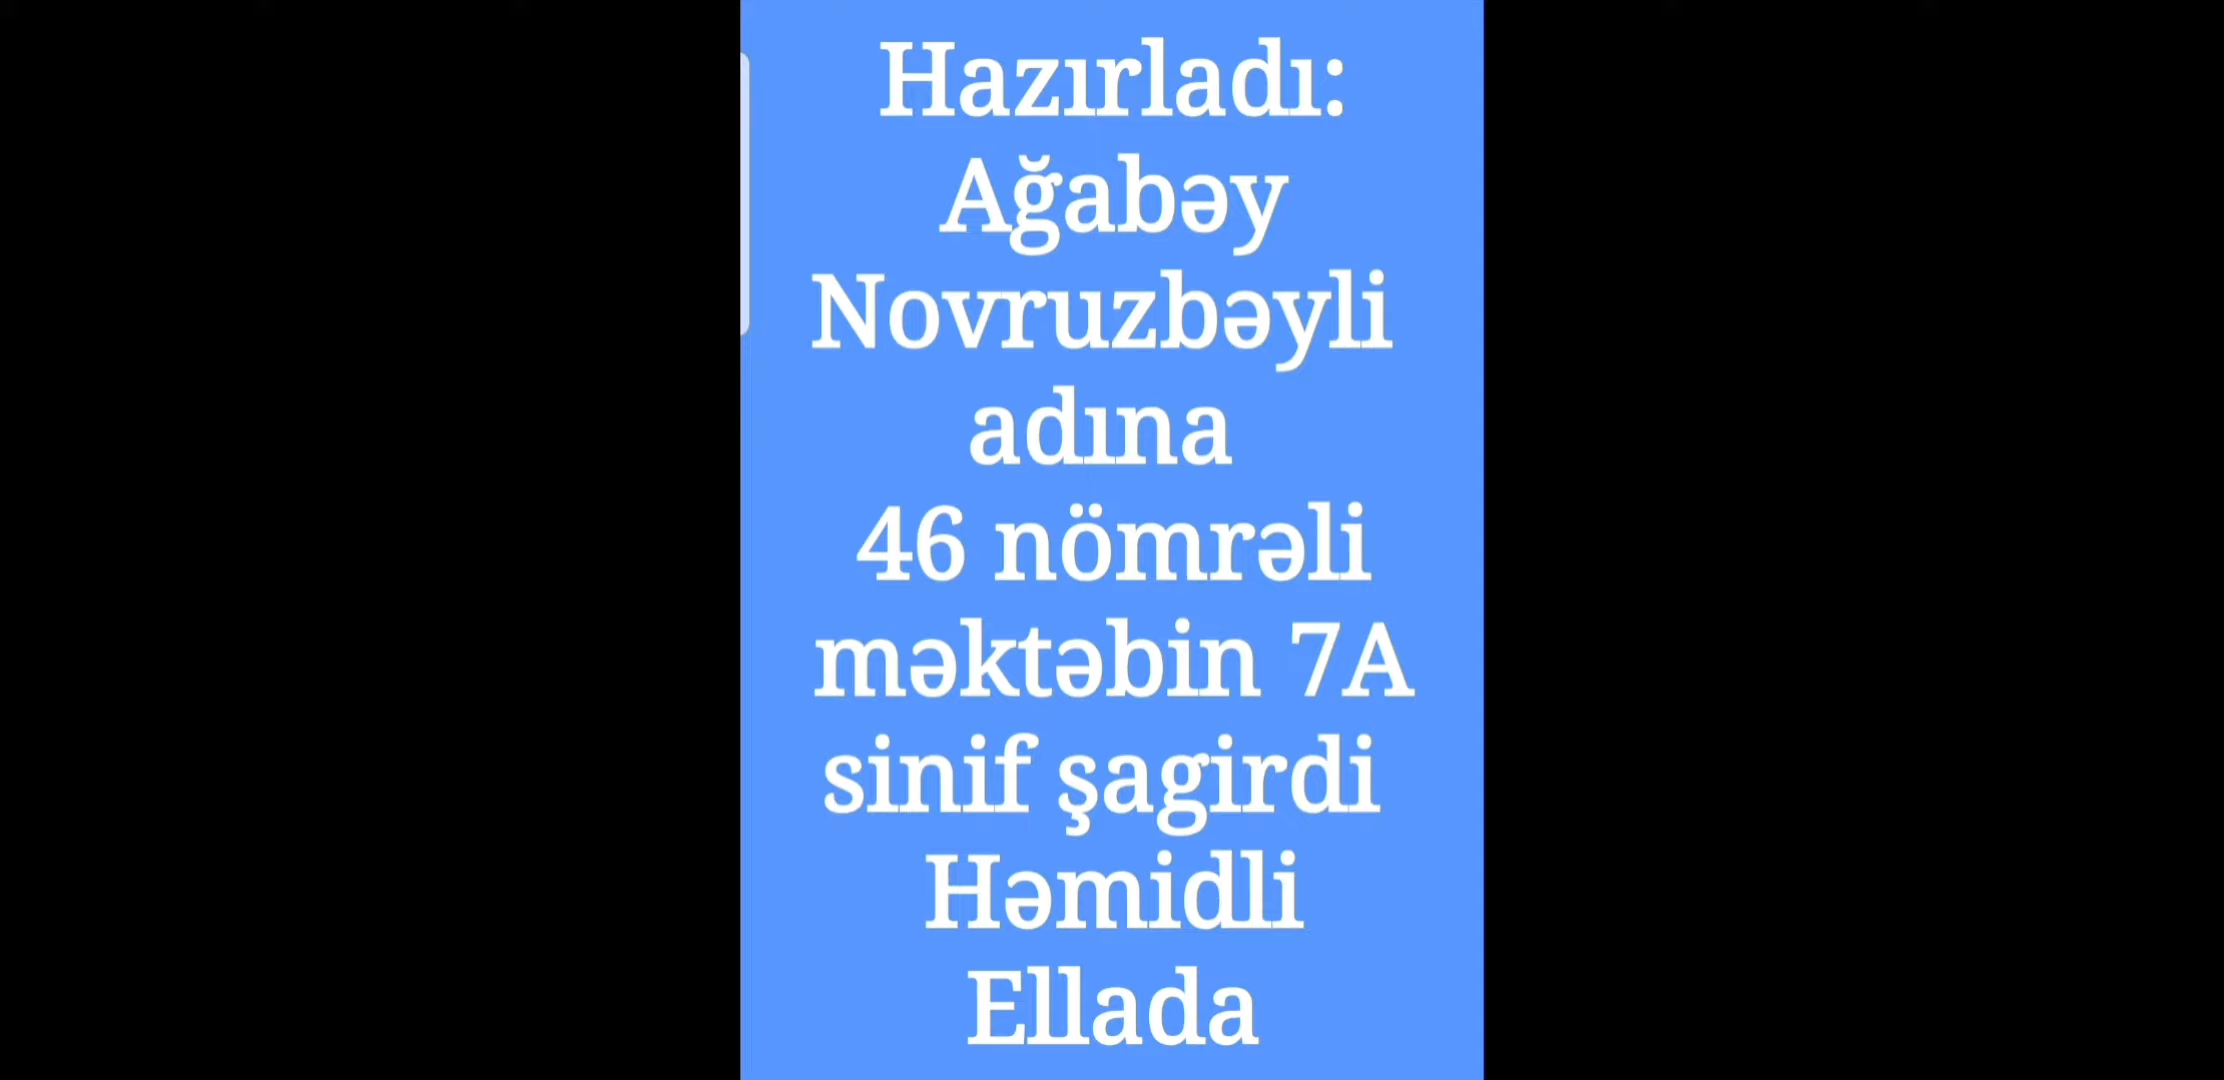 Hazırladı:
Ağabəy
Novruzbəyli
adına
46 nömrəli
məktəbin 7A
sinif şagirdi
Həmidli
Ellada